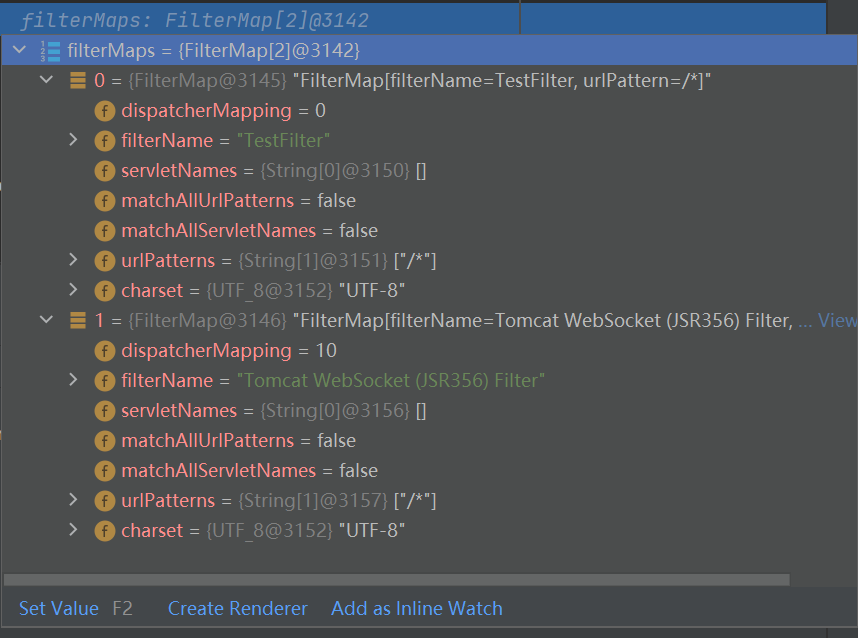 filterMaps: FilterMap[2]@3142
filterMaps = {FilterMap[2]@3142}
0 = {FilterMap@3145} "FilterMap[filterName=TestFilter, urlPattern=/*]"
f dispatcherMapping = 0
f filterName = "TestFilter"
f servletNames = {String[0]@3150} []
f matchAllUrlPatterns = false
f matchAllServletNames = false
f urlPatterns = {String[1]@3151} ["/*"]
f charset = {UTF_8@3152} "UTF-8"
1 = {FilterMap@3146} "FilterMap[filterName=Tomcat WebSocket (JSR356) Filter, ... View
f dispatcherMapping = 10
f filterName = "Tomcat WebSocket (JSR356) Filter"
f servletNames = {String[0]@3156} []
f matchAllUrlPatterns = false
f matchAllServletNames = false
f urlPatterns = {String[1]@3157} ["/*"]
f charset = {UTF_8@3152} "UTF-8"
Set Value F2 Create Renderer Add as Inline Watch